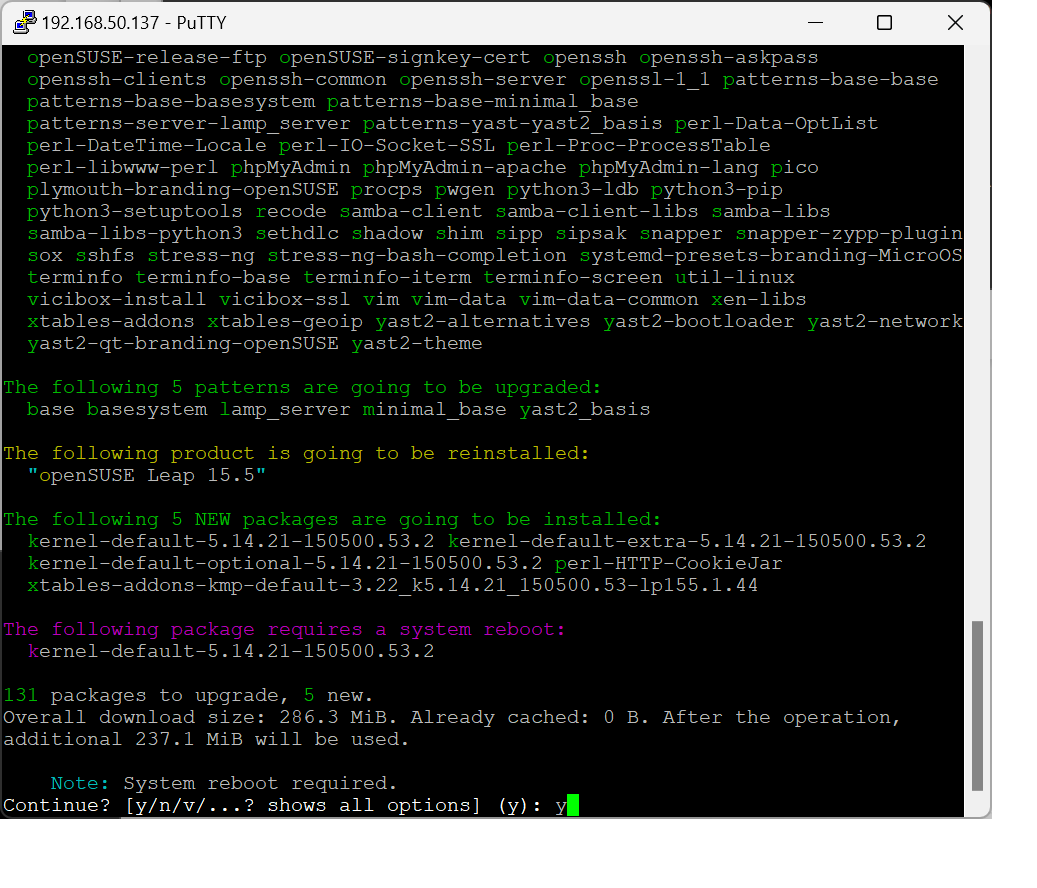 192.168.50.137 - PuTTY
openSUSE-release-ftp openSUSE-signkey-cert openssh openssh-askpass
openssh-clients openssh-common openssh-server openssl-1_1 patterns-base-base
patterns-base-basesystem patterns-base-minimal_base
patterns-server-lamp_server patterns-yast-yast2_basis perl-Data-OptList
perl-DateTime-Locale perl-IO-Socket-SSL perl-Proc-ProcessTable
perl-libwww-perl phpMyAdmin phpMyAdmin-apache phpMyAdmin-lang pico
plymouth-branding-openSUSE procps pwgen python3-ldb python3-pip
python3-setuptools recode samba-client samba-client-libs samba-libs
samba-libs-python3 sethdlc shadow shim sipp sipsak snapper snapper-zypp-plugin
sox sshfs stress-ng stress-ng-bash-completion systemd-presets-branding-MicroOS
terminfo terminfo-base terminfo-iterm terminfo-screen util-linux
vicibox-install vicibox-ssl vim vim-data vim-data-common xen-libs
xtables-addons xtables-geoip yast2-alternatives yast2-bootloader yast2-network
yast2-qt-branding-openSUSE yast2-theme
The following 5 patterns are going to be upgraded:
base basesystem lamp_server minimal_base yast2_basis
The following product is going to be reinstalled:
"openSUSE Leap 15.5"
The following 5 NEW packages are going to be installed:
kernel-default-5.14.21-150500.53.2 kernel-default-extra-5.14.21-150500.53.2
kernel-default-optional-5.14.21-150500.53.2 perl-HTTP-CookieJar
xtables-addons-kmp-default-3.22_k5.14.21_150500.53-lp155.1.44
The following package requires a system reboot:
kernel-default-5.14.21-150500.53.2
131 packages to upgrade, 5 new.
Overall download size: 286.3 MiB. Already cached: 0 B. After the operation,
additional 237.1 MiB will be used.
Note: System reboot required.
Continue? [y/n/v/...? shows all options] (y): y